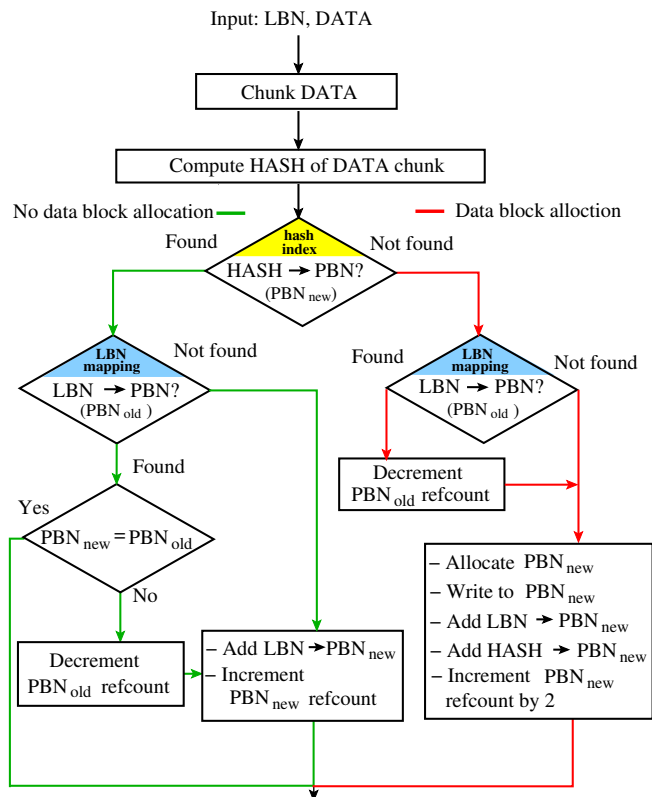 Input: LBN, DATA
Chunk DATA
Compute HASH of DATA chunk
No data block allocation
Data block alloction
Found
hash
index
Not found
HASH → PBN?
(PBN new)
LBN
mapping
Not found
LBN → PBN?
(PBN old )
Found
LBN
mapping
Not found
LBN → PBN?
(PBN old )
Found
Yes
PBN new = PBN old
No
Decrement
PBN old refcount
Decrement
PBN old refcount
– Add LBN → PBN new
– Increment
PBN new refcount
– Allocate PBN new
– Write to PBN new
– Add LBN → PBN new
– Add HASH → PBN new
– Increment PBN new
refcount by 2